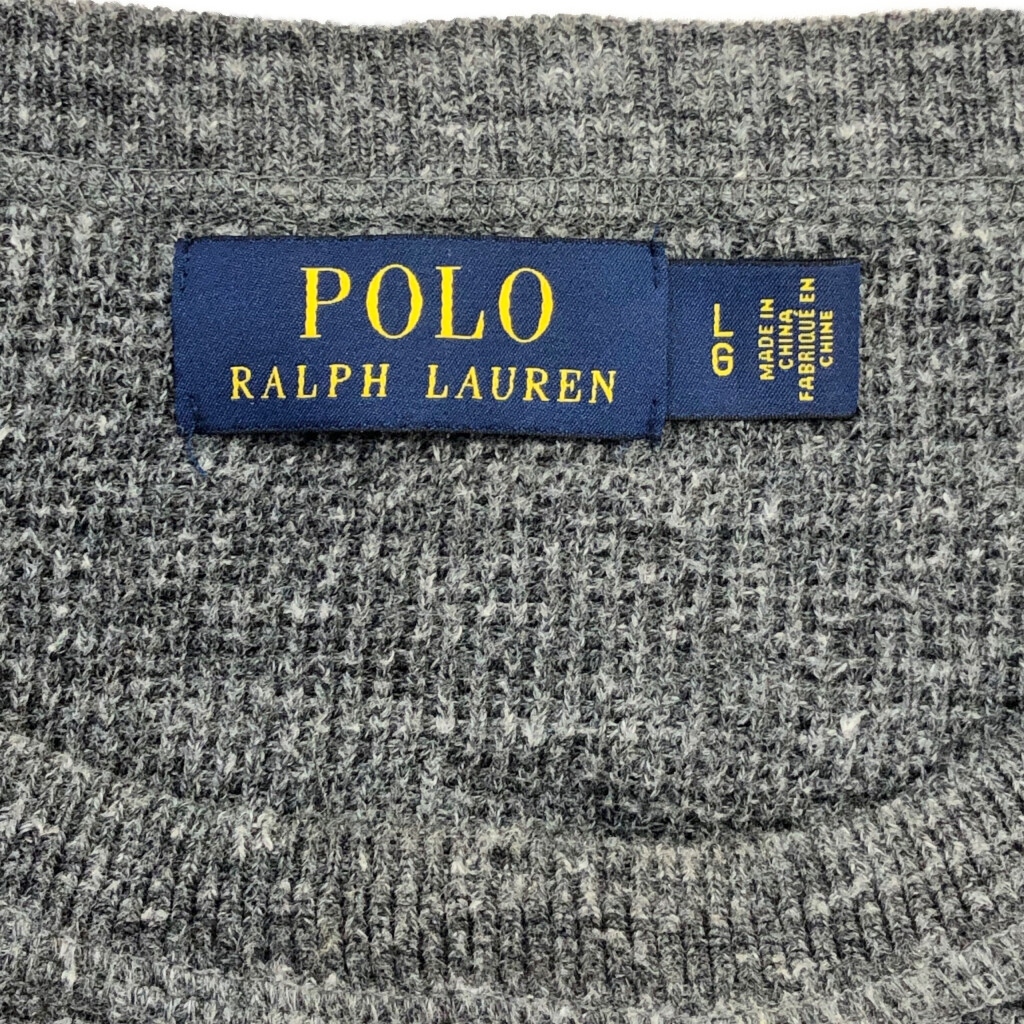 POLO
RALPH LAUREN
L
G
MADE IN
CHINA
FABRIQUÉ EN
CHINE